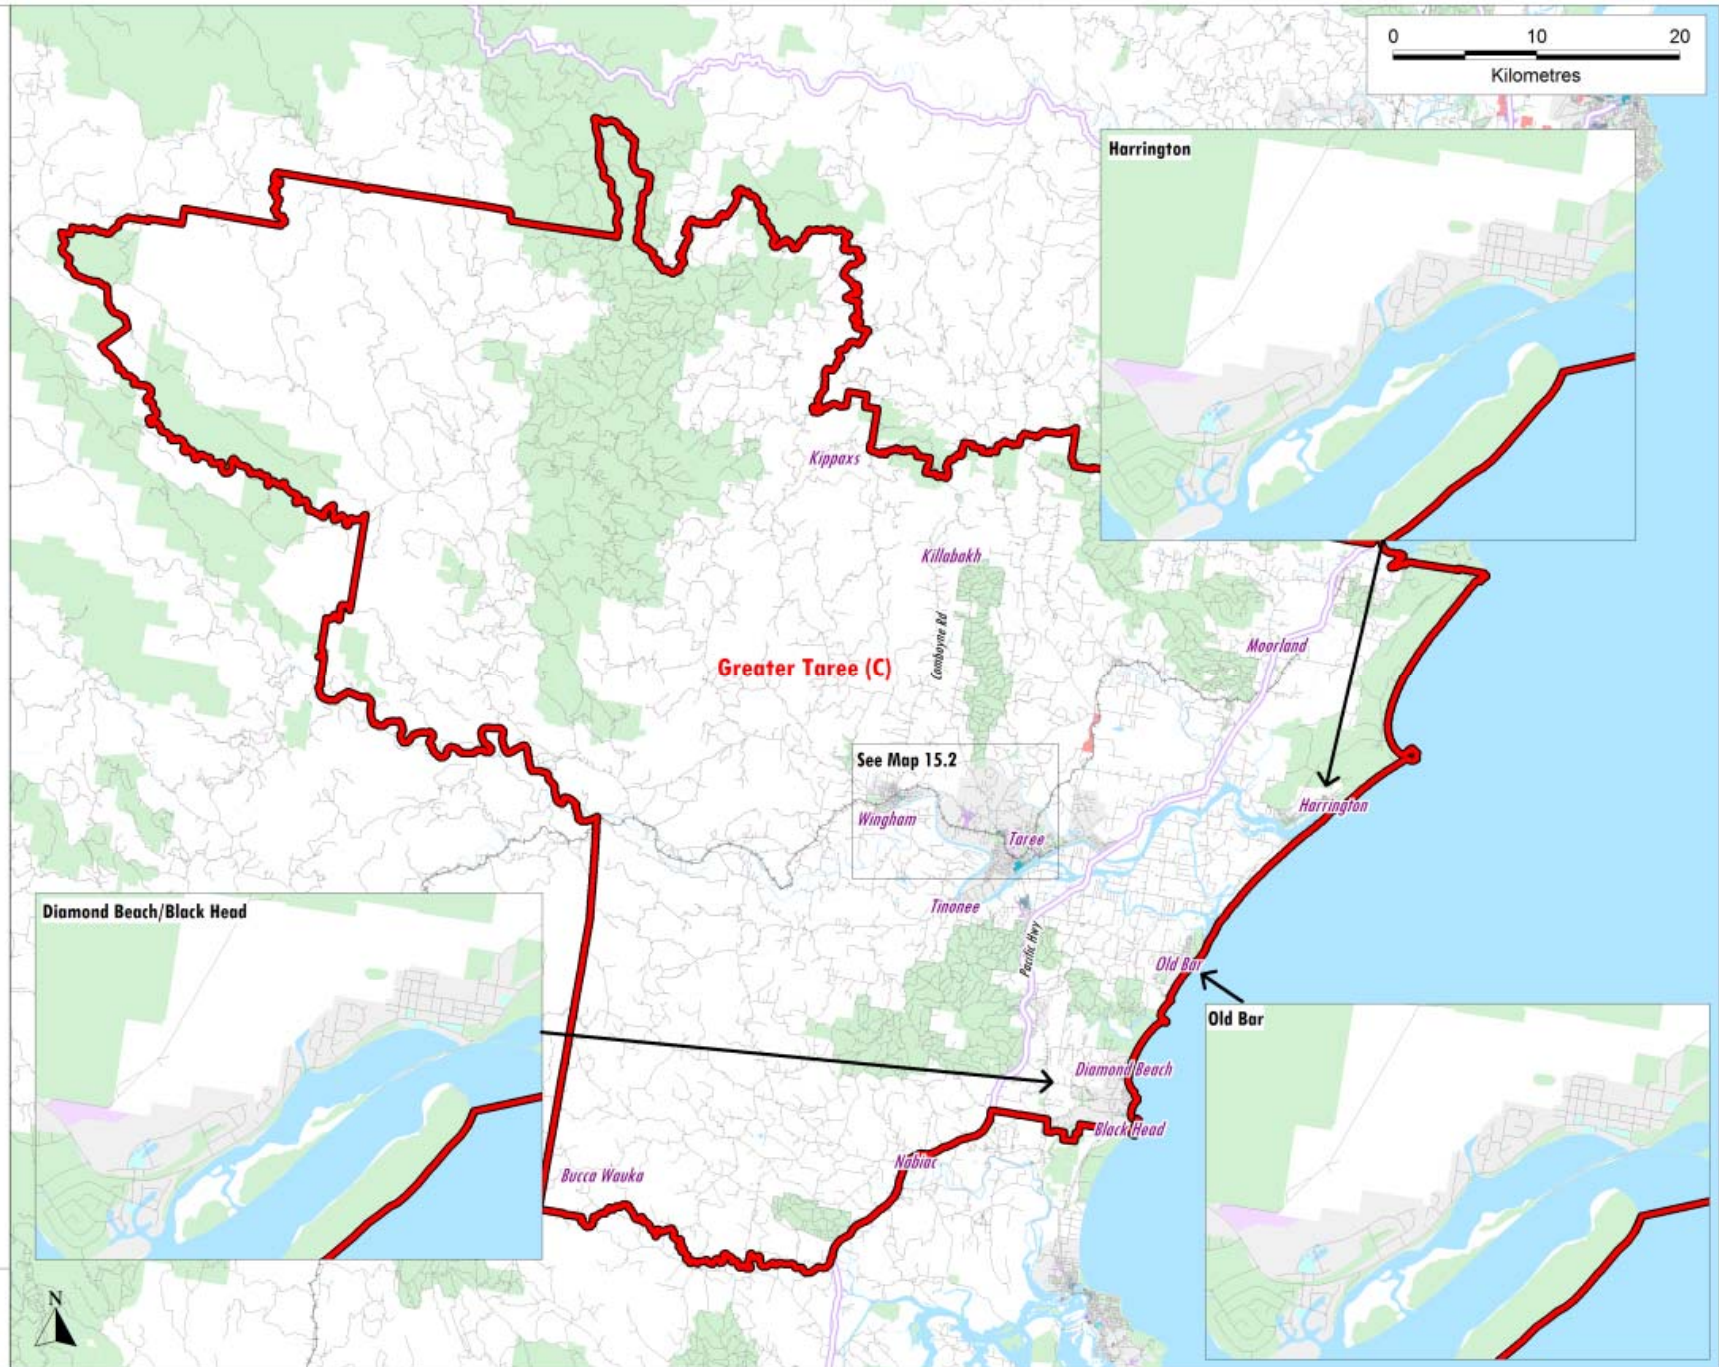 0 10 20
Kilometres
Harrington
Kippaxs
Killabakh
Comboyne Rd
Moorland
Greater Taree (C)
See Map 15.2
Wingham
Harrington
Taree
Tinonee
Diamond Beach/Black Head
Pacific Hwy
Old Bar
Old Bar
Diamond Beach
Black Head
Nabiac
Bucca Wauka
N